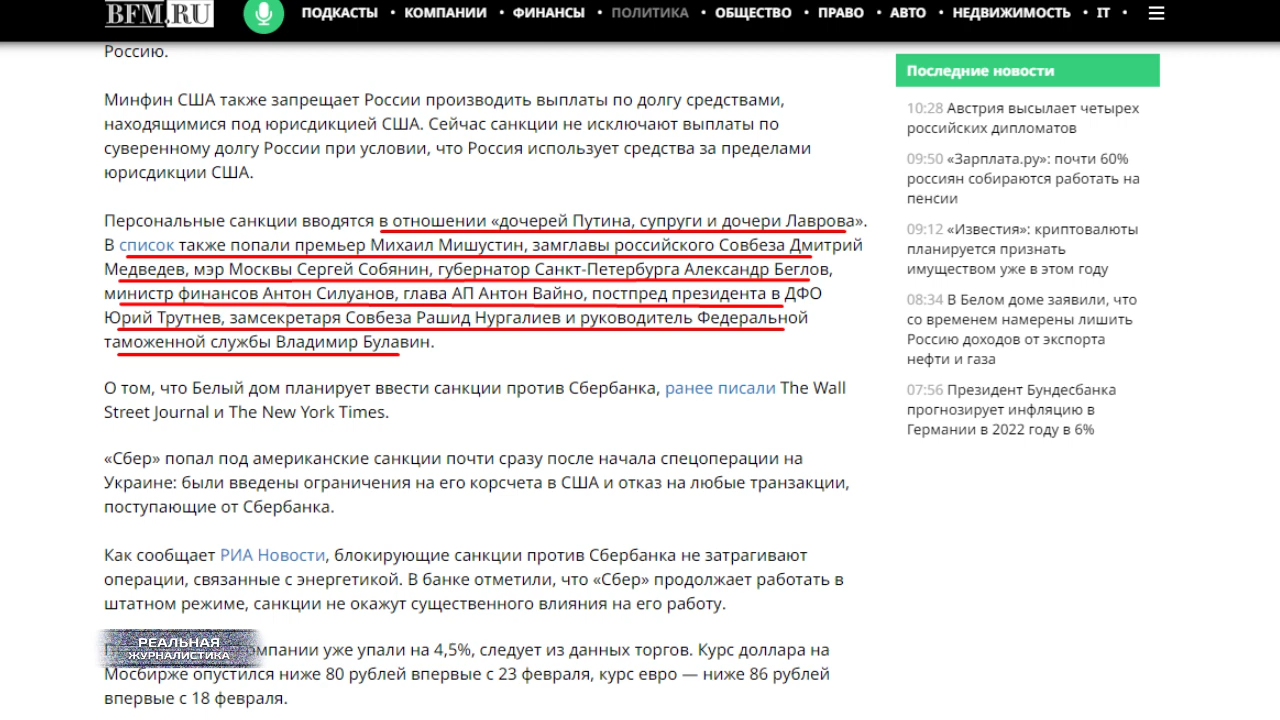 BFM.RU
ПОДКАСТЫ • КОМПАНИИ • ФИНАНСЫ • ПОЛИТИКА • ОБЩЕСТВО • ПРАВО • АВТО • НЕДВИЖИМОСТЬ • IT •
Россию.
Минфин США также запрещает России производить выплаты по долгу средствами,
находящимися под юрисдикцией США. Сейчас санкции не исключают выплаты по
суверенному долгу России при условии, что Россия использует средства за пределами
юрисдикции США.
Персональные санкции вводятся в отношении «дочерей Путина, супруги и дочери Лаврова».
В список также попали премьер Михаил Мишустин, замглавы российского Совбеза Дмитрий
Медведев, мэр Москвы Сергей Собянин, губернатор Санкт-Петербурга Александр Беглов,
министр финансов Антон Силуанов, глава АП Антон Вайно, постпред президента в ДФО
Юрий Трутнев, замсекретаря Совбеза Рашид Нургалиев и руководитель Федеральной
таможенной службы Владимир Булавин.
О том, что Белый дом планирует ввести санкции против Сбербанка, ранее писали The Wall
Street Journal и The New York Times.
«Сбер» попал под американские санкции почти сразу после начала спецоперации на
Украине: были введены ограничения на его корсчета в США и отказ на любые транзакции,
поступающие от Сбербанка.
Как сообщает РИА Новости, блокирующие санкции против Сбербанка не затрагивают
операции, связанные с энергетикой. В банке отметили, что «Сбер» продолжает работать в
штатном режиме, санкции не окажут существенного влияния на его работу.
мпании уже упали на 4,5%, следует из данных торгов. Курс доллара на
Мосбирже опустился ниже 80 рублей впервые с 23 февраля, курс евро — ниже 86 рублей
впервые с 18 февраля.
РЕАЛЬНАЯ
ЖУРНАЛИСТИКА
Последние новости
10:28 Австрия высылает четырех
российских дипломатов
09:50 «Зарплата.ру»: почти 60%
россиян собираются работать на
пенсии
09:12 «Известия»: криптовалюты
планируется признать
имуществом уже в этом году
08:34 В Белом доме заявили, что
со временем намерены лишить
Россию доходов от экспорта
нефти и газа
07:56 Президент Бундесбанка
прогнозирует инфляцию в
Германии в 2022 году в 6%